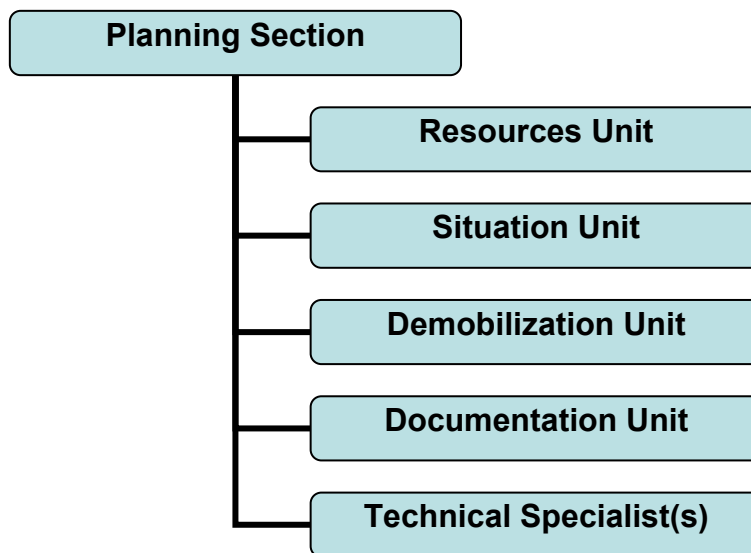 Planning Section
Resources Unit
Situation Unit
Demobilization Unit
Documentation Unit
Technical Specialist(s)